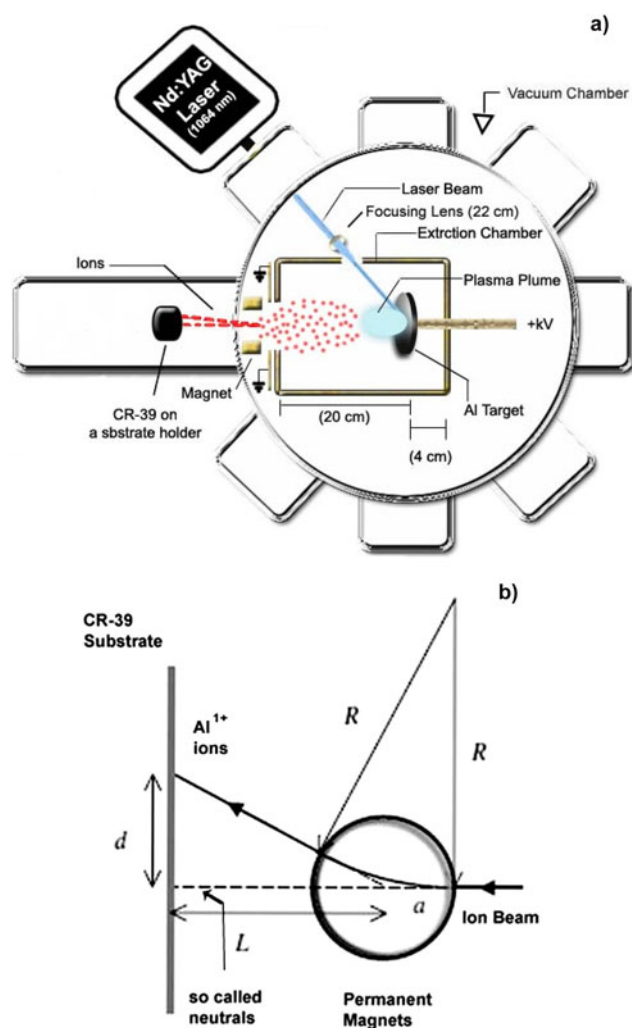 a)
Nd:YAG
Laser
(1064 nm)
Vacuum Chamber
Laser Beam
Focusing Lens (22 cm)
Extrction Chamber
Ions
Plasma Plume
+kV
Magnet
Al Target
CR-39 on
a sbstrate holder
(20 cm)
(4 cm)
b)
CR-39
Substrate
Al1+
ions
R
R
d
a
Ion Beam
L
so called
neutrals
Permanent
Magnets